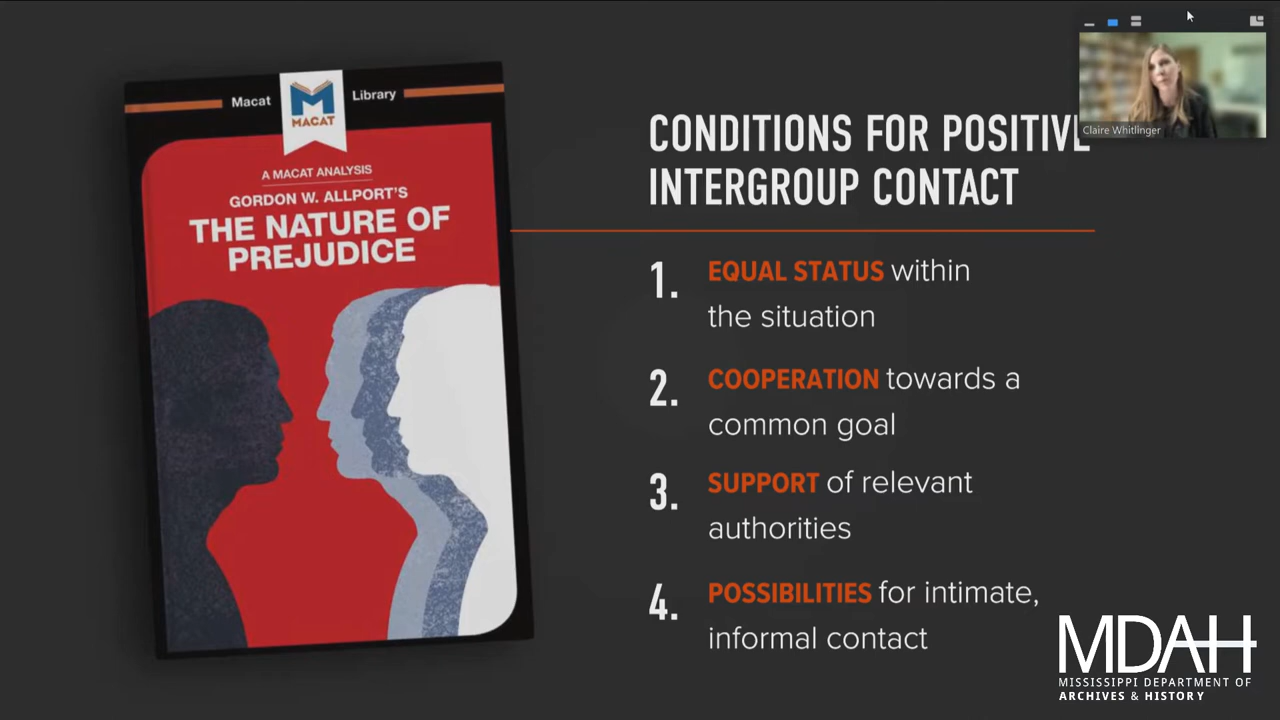 Macat Library
MACAT
A MACAT ANALYSIS
GORDON W. ALLPORT'S
THE NATURE OF
PREJUDICE
CONDITIONS FOR POSITIVE
INTERGROUP CONTACT
1. EQUAL STATUS within
the situation
2. COOPERATION towards a
common goal
3. SUPPORT of relevant
authorities
4. POSSIBILITIES for intimate,
informal contact
Claire Whitlinger
MDAH
MISSISSIPPI DEPARTMENT OF
ARCHIVES & HISTORY